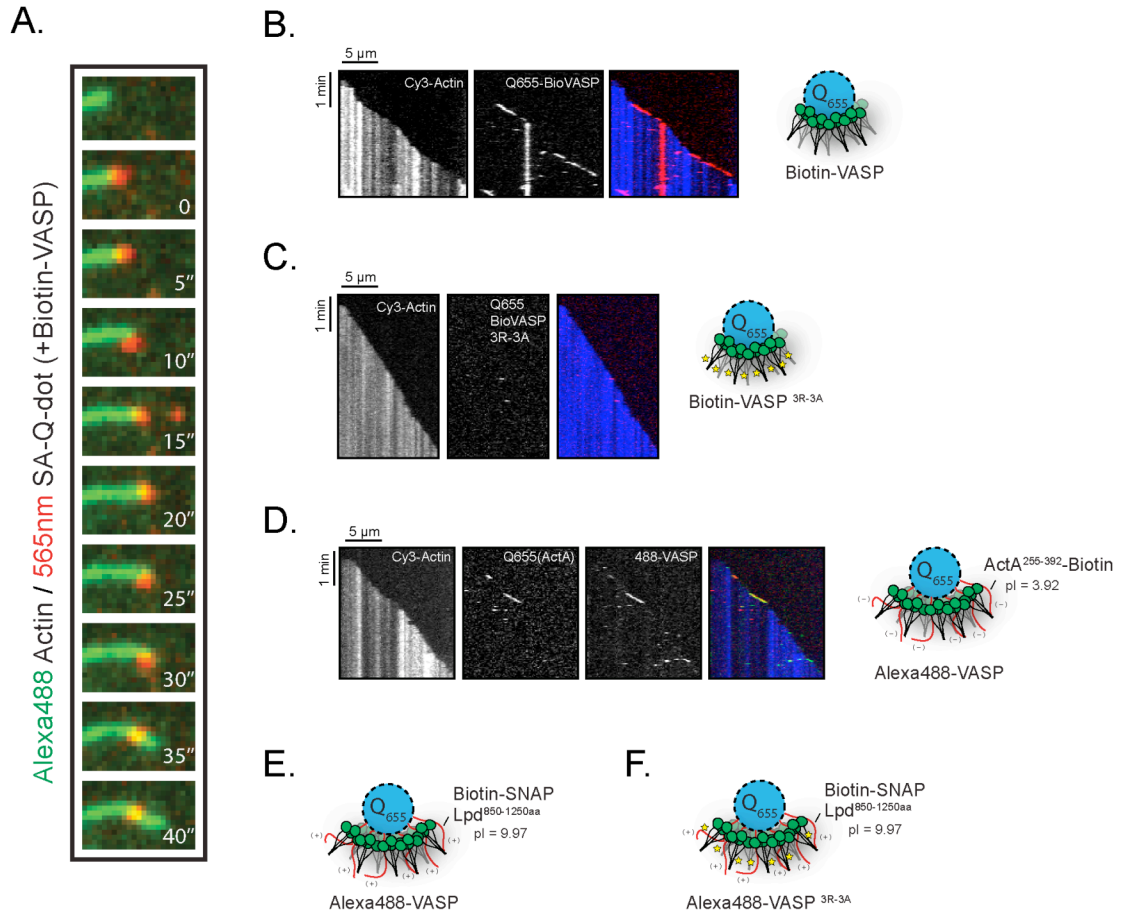 A.
Alexa488 Actin / 565nm SA-Q-dot (+Biotin-VASP)
0
5″
10″
15″
20″
25″
30″
35″
40″
B.
5 µm
1 min
Cy3-Actin
Q655-BioVASP
Q655
Biotin-VASP
C.
5 µm
1 min
Cy3-Actin
Q655
BioVASP
3R-3A
Q655
Biotin-VASP 3R-3A
D.
5 µm
1 min
Cy3-Actin
Q655(ActA)
488-VASP
Q655
ActA255-392-Biotin
pI = 3.92
(-)
(-)
(-)
(-)
(-)
(-)
Alexa488-VASP
E.
Q655
Biotin-SNAP
Lpd850-1250aa
pI = 9.97
(+)
(+)
(+)
(+)
(+)
(+)
Alexa488-VASP
F.
Q655
Biotin-SNAP
Lpd850-1250aa
pI = 9.97
(+)
(+)
(+)
(+)
(+)
(+)
Alexa488-VASP 3R-3A